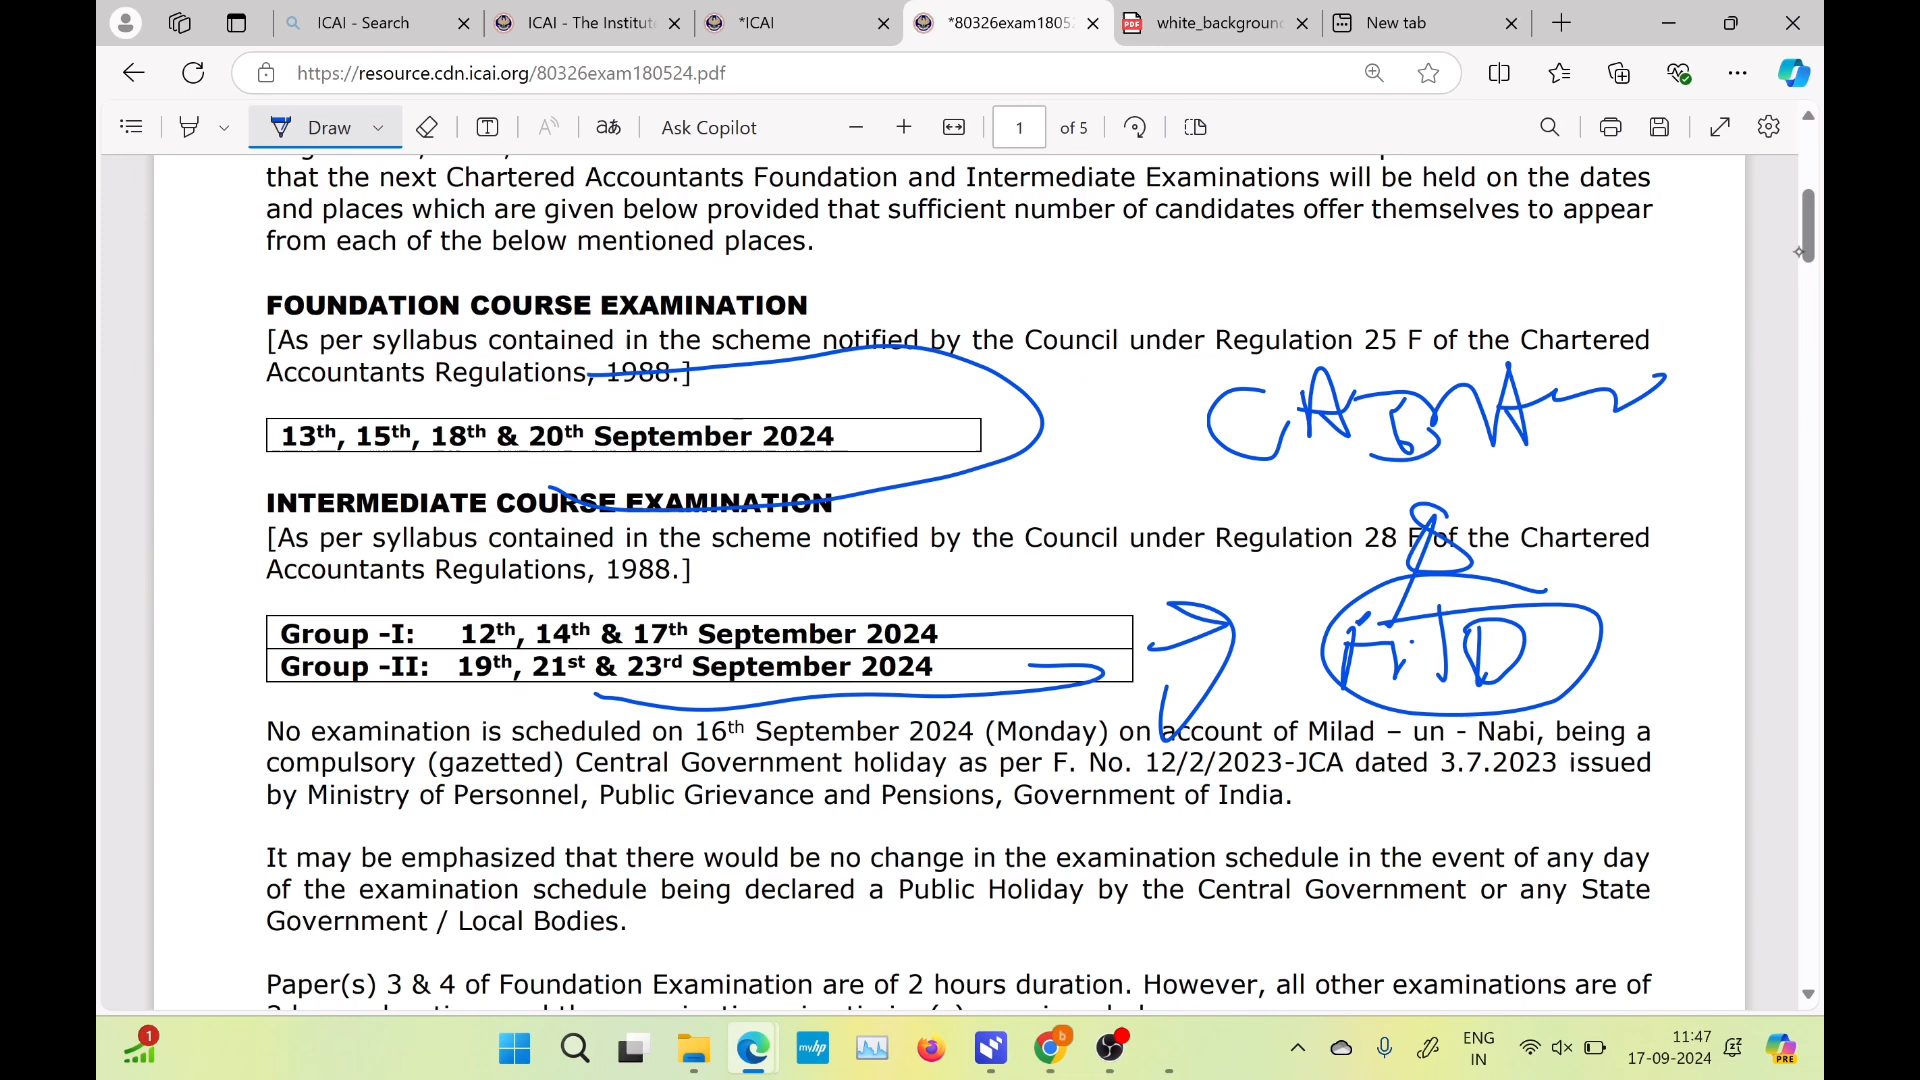 ICAI - Search
ICAI - The Institut
*ICAI
*80326exam1805
white_background
New tab
https://resource.cdn.icai.org/80326exam180524.pdf
Draw
aあ
Ask Copilot
1
of 5
that the next Chartered Accountants Foundation and Intermediate Examinations will be held on the dates
and places which are given below provided that sufficient number of candidates offer themselves to appear
from each of the below mentioned places.
FOUNDATION COURSE EXAMINATION
[As per syllabus contained in the scheme notified by the Council under Regulation 25 F of the Chartered
Accountants Regulations, 1988.]
13th, 15th, 18th & 20th September 2024
INTERMEDIATE COURSE EXAMINATION
[As per syllabus contained in the scheme notified by the Council under Regulation 28 F of the Chartered
Accountants Regulations, 1988.]
Group -I: 12th, 14th & 17th September 2024
Group -II: 19th, 21st & 23rd September 2024
No examination is scheduled on 16th September 2024 (Monday) on account of Milad – un - Nabi, being a
compulsory (gazetted) Central Government holiday as per F. No. 12/2/2023-JCA dated 3.7.2023 issued
by Ministry of Personnel, Public Grievance and Pensions, Government of India.
It may be emphasized that there would be no change in the examination schedule in the event of any day
of the examination schedule being declared a Public Holiday by the Central Government or any State
Government / Local Bodies.
Paper(s) 3 & 4 of Foundation Examination are of 2 hours duration. However, all other examinations are of
1
myhp
b
ENG
IN
11:47
17-09-2024
PRE